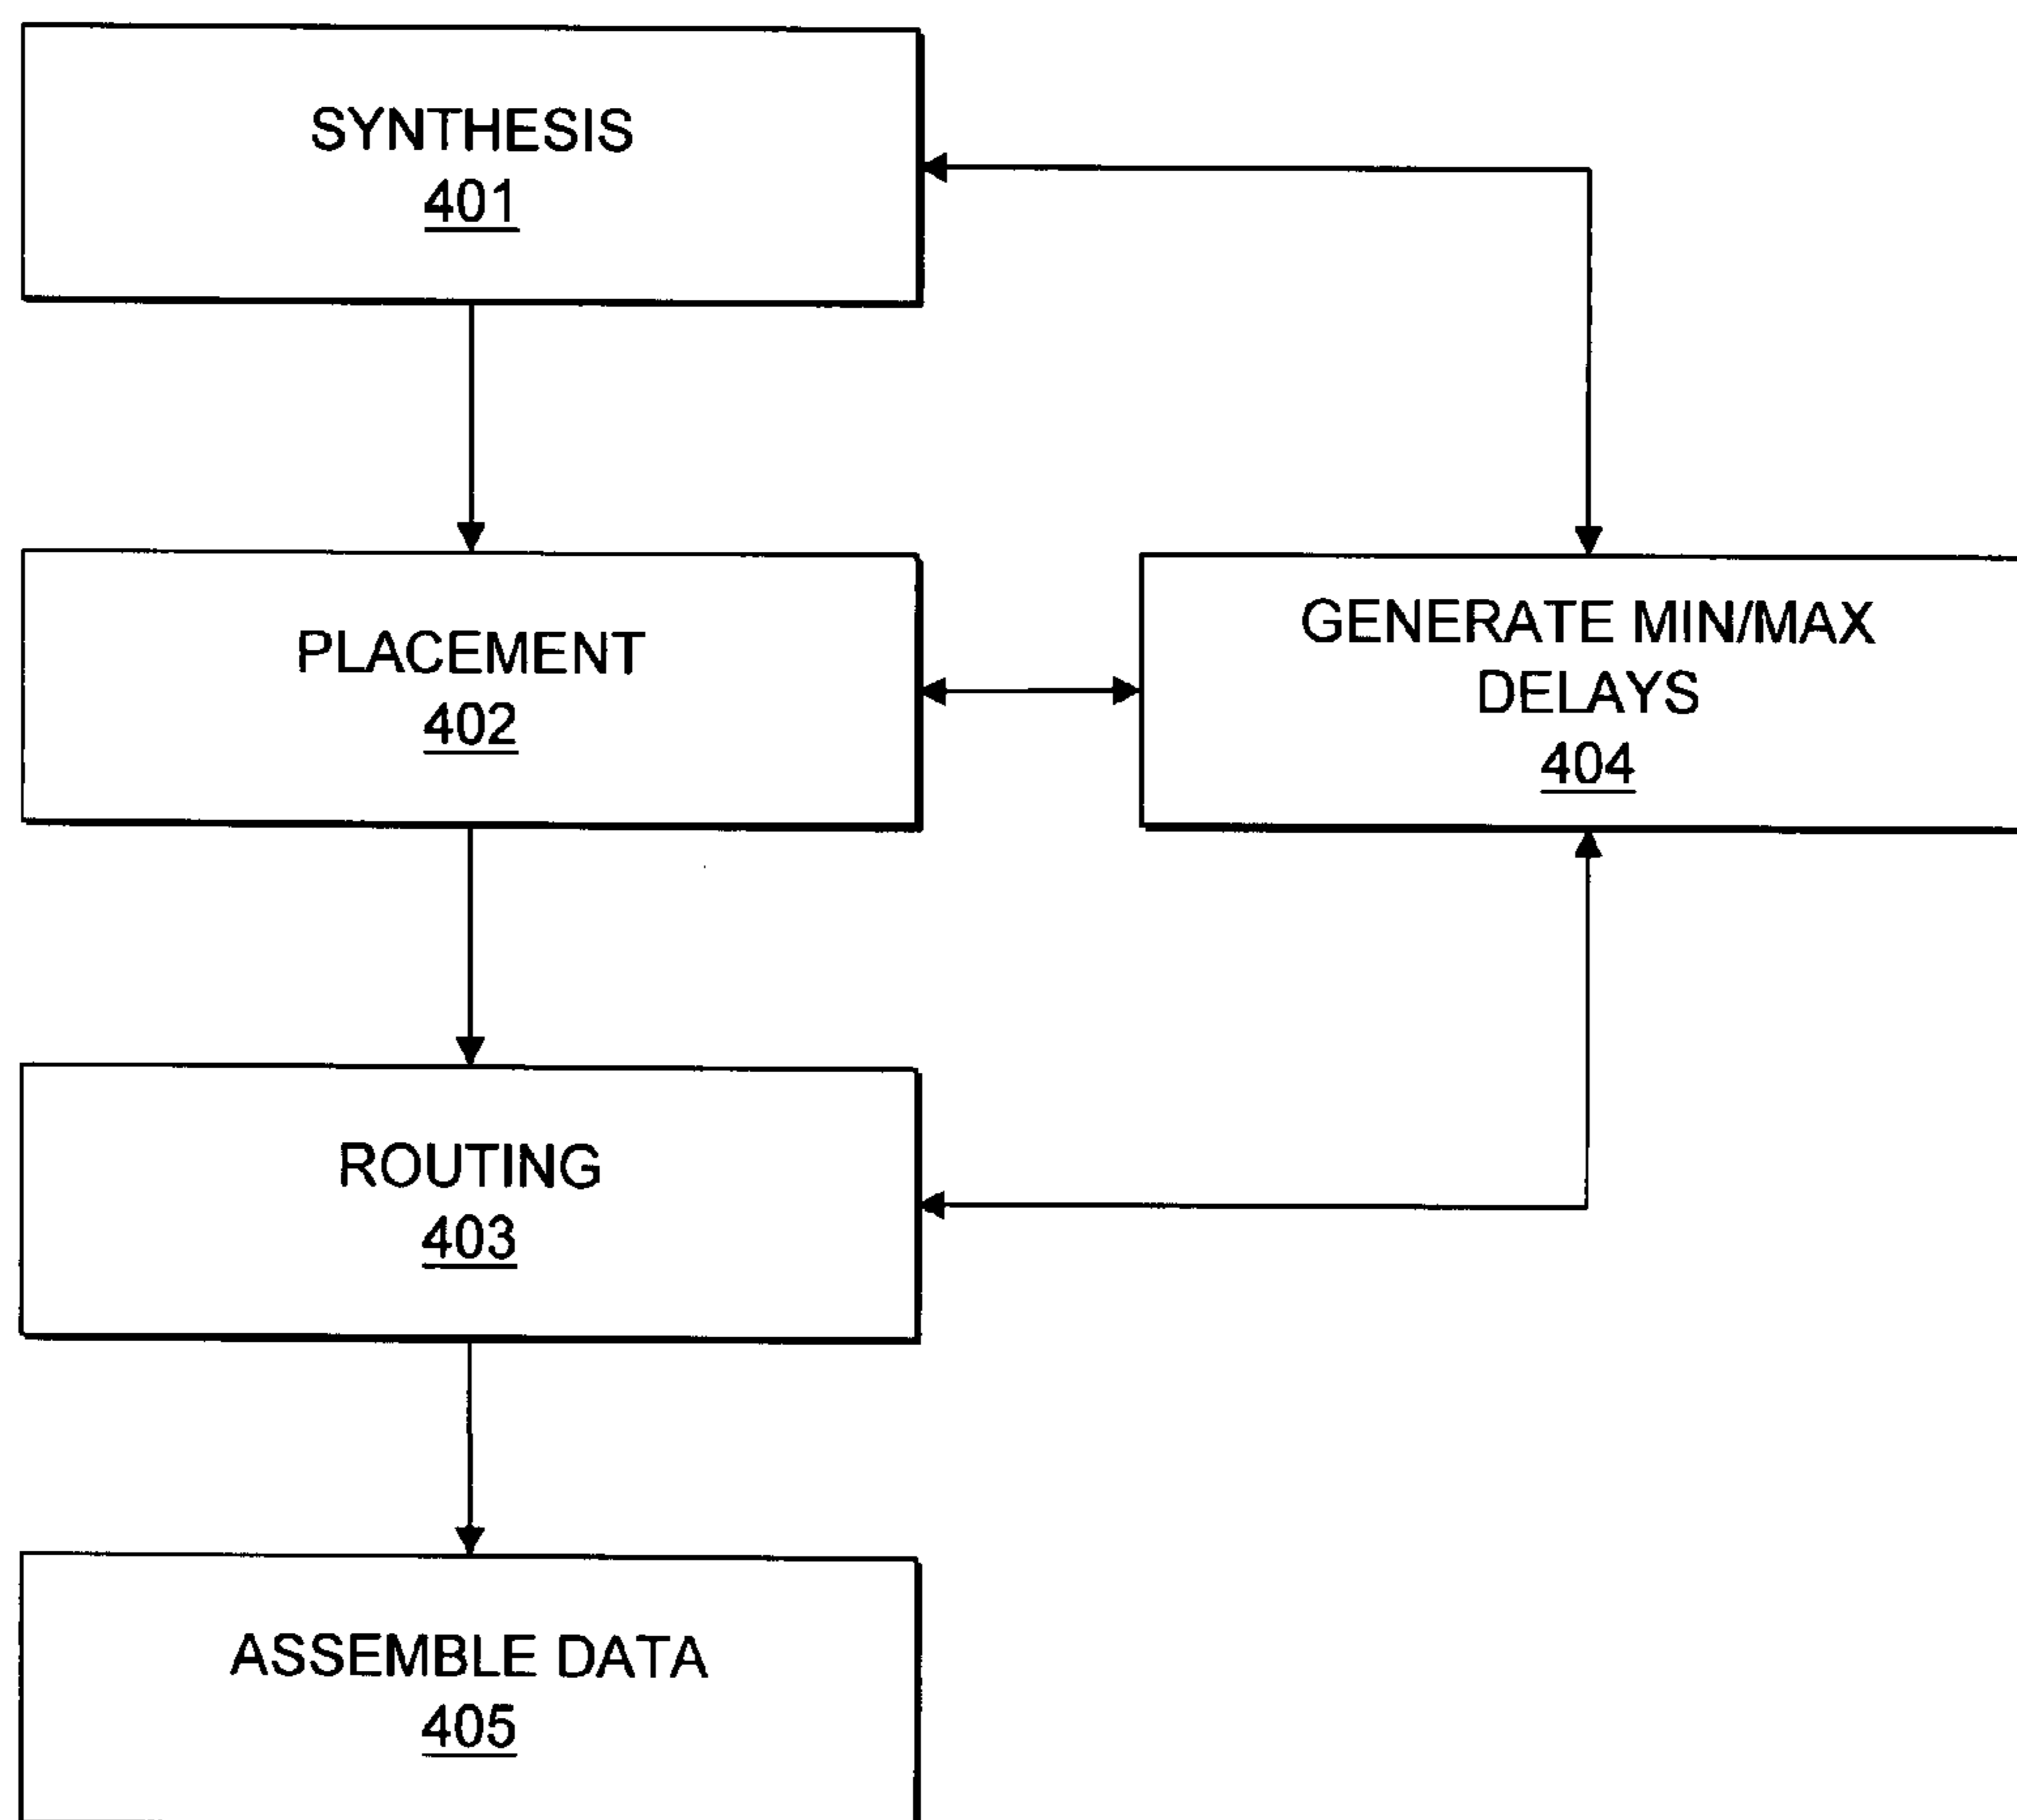 SYNTHESIS
401
PLACEMENT
402
GENERATE MIN/MAX
DELAYS
404
ROUTING
403
ASSEMBLE DATA
405